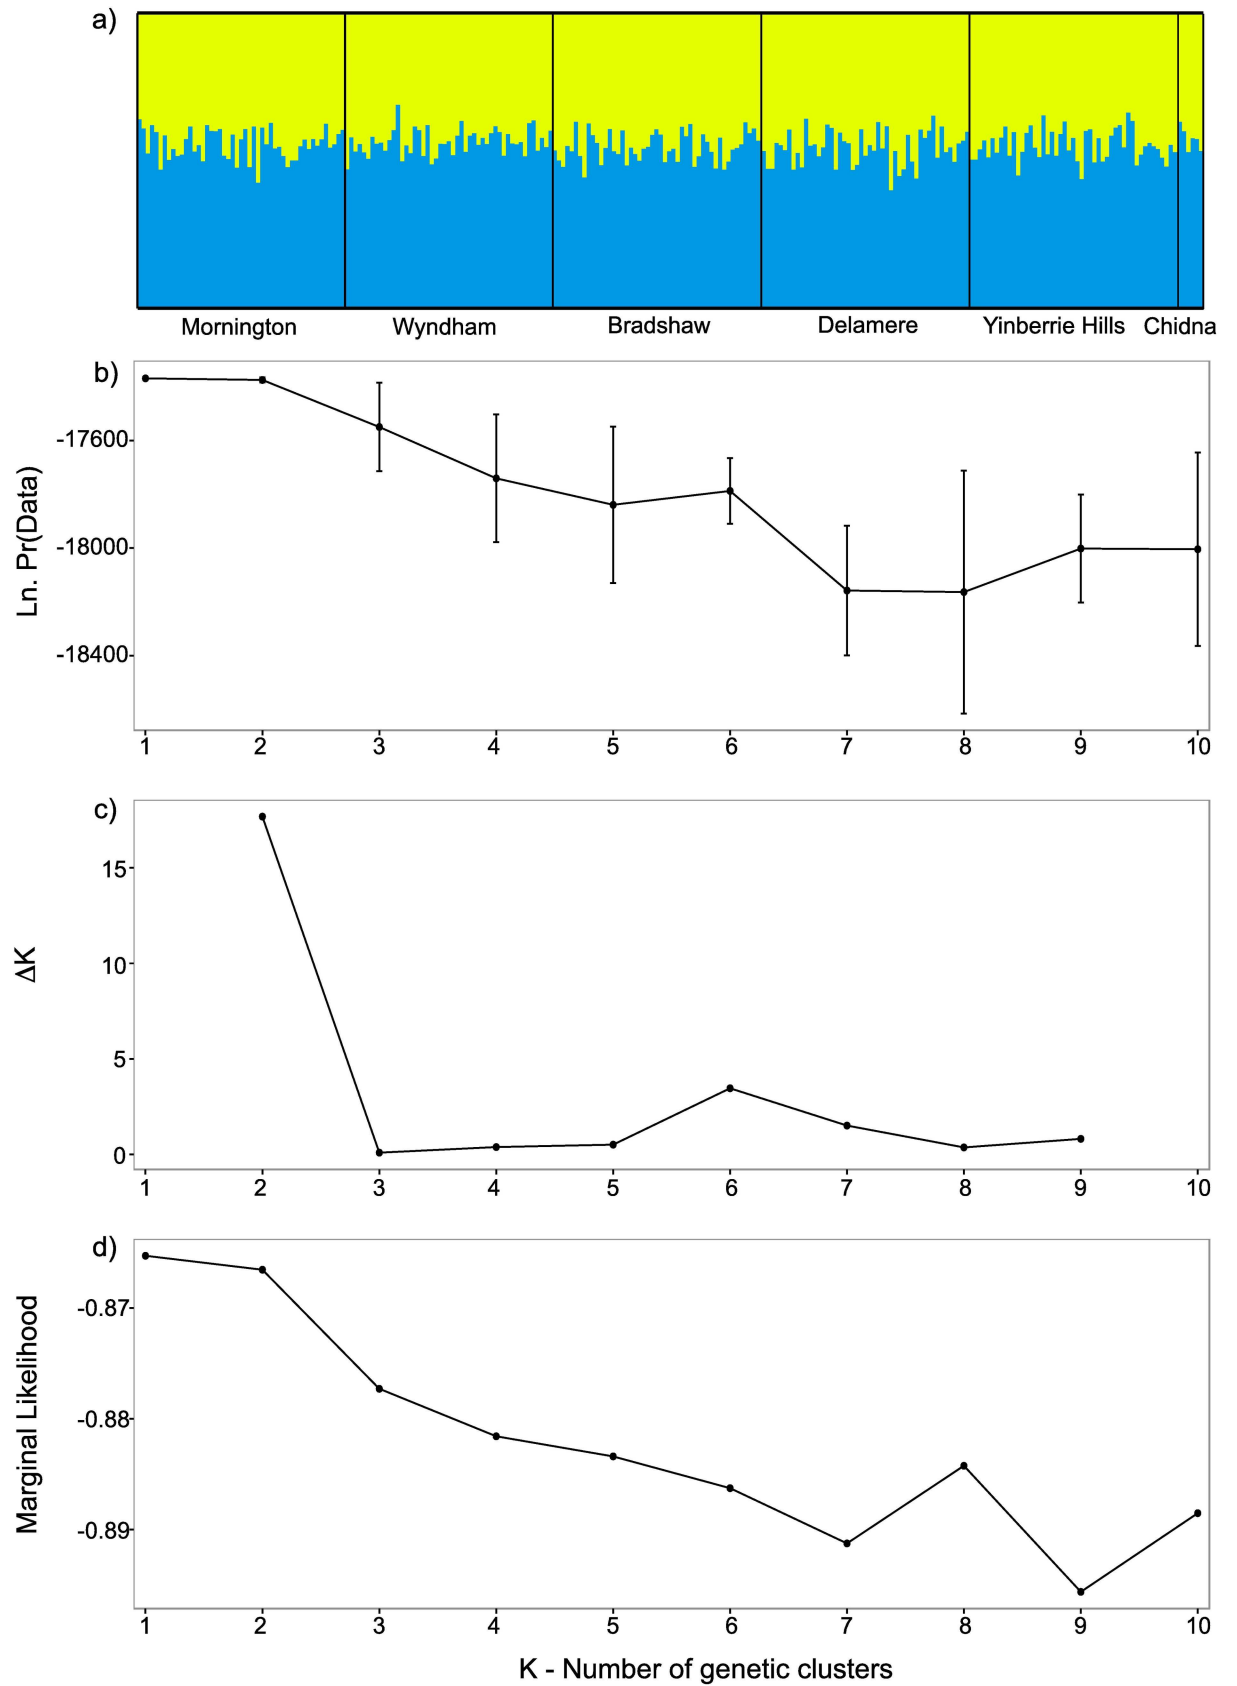 a)
Mornington Wyndham Bradshaw Delamere Yinberrie Hills Chidna
b)
Ln. Pr(Data)
-17600
-18000
-18400
1 2 3 4 5 6 7 8 9 10
c)
ΔK
15
10
5
0
1 2 3 4 5 6 7 8 9 10
d)
Marginal Likelihood
-0.87
-0.88
-0.89
1 2 3 4 5 6 7 8 9 10
K - Number of genetic clusters